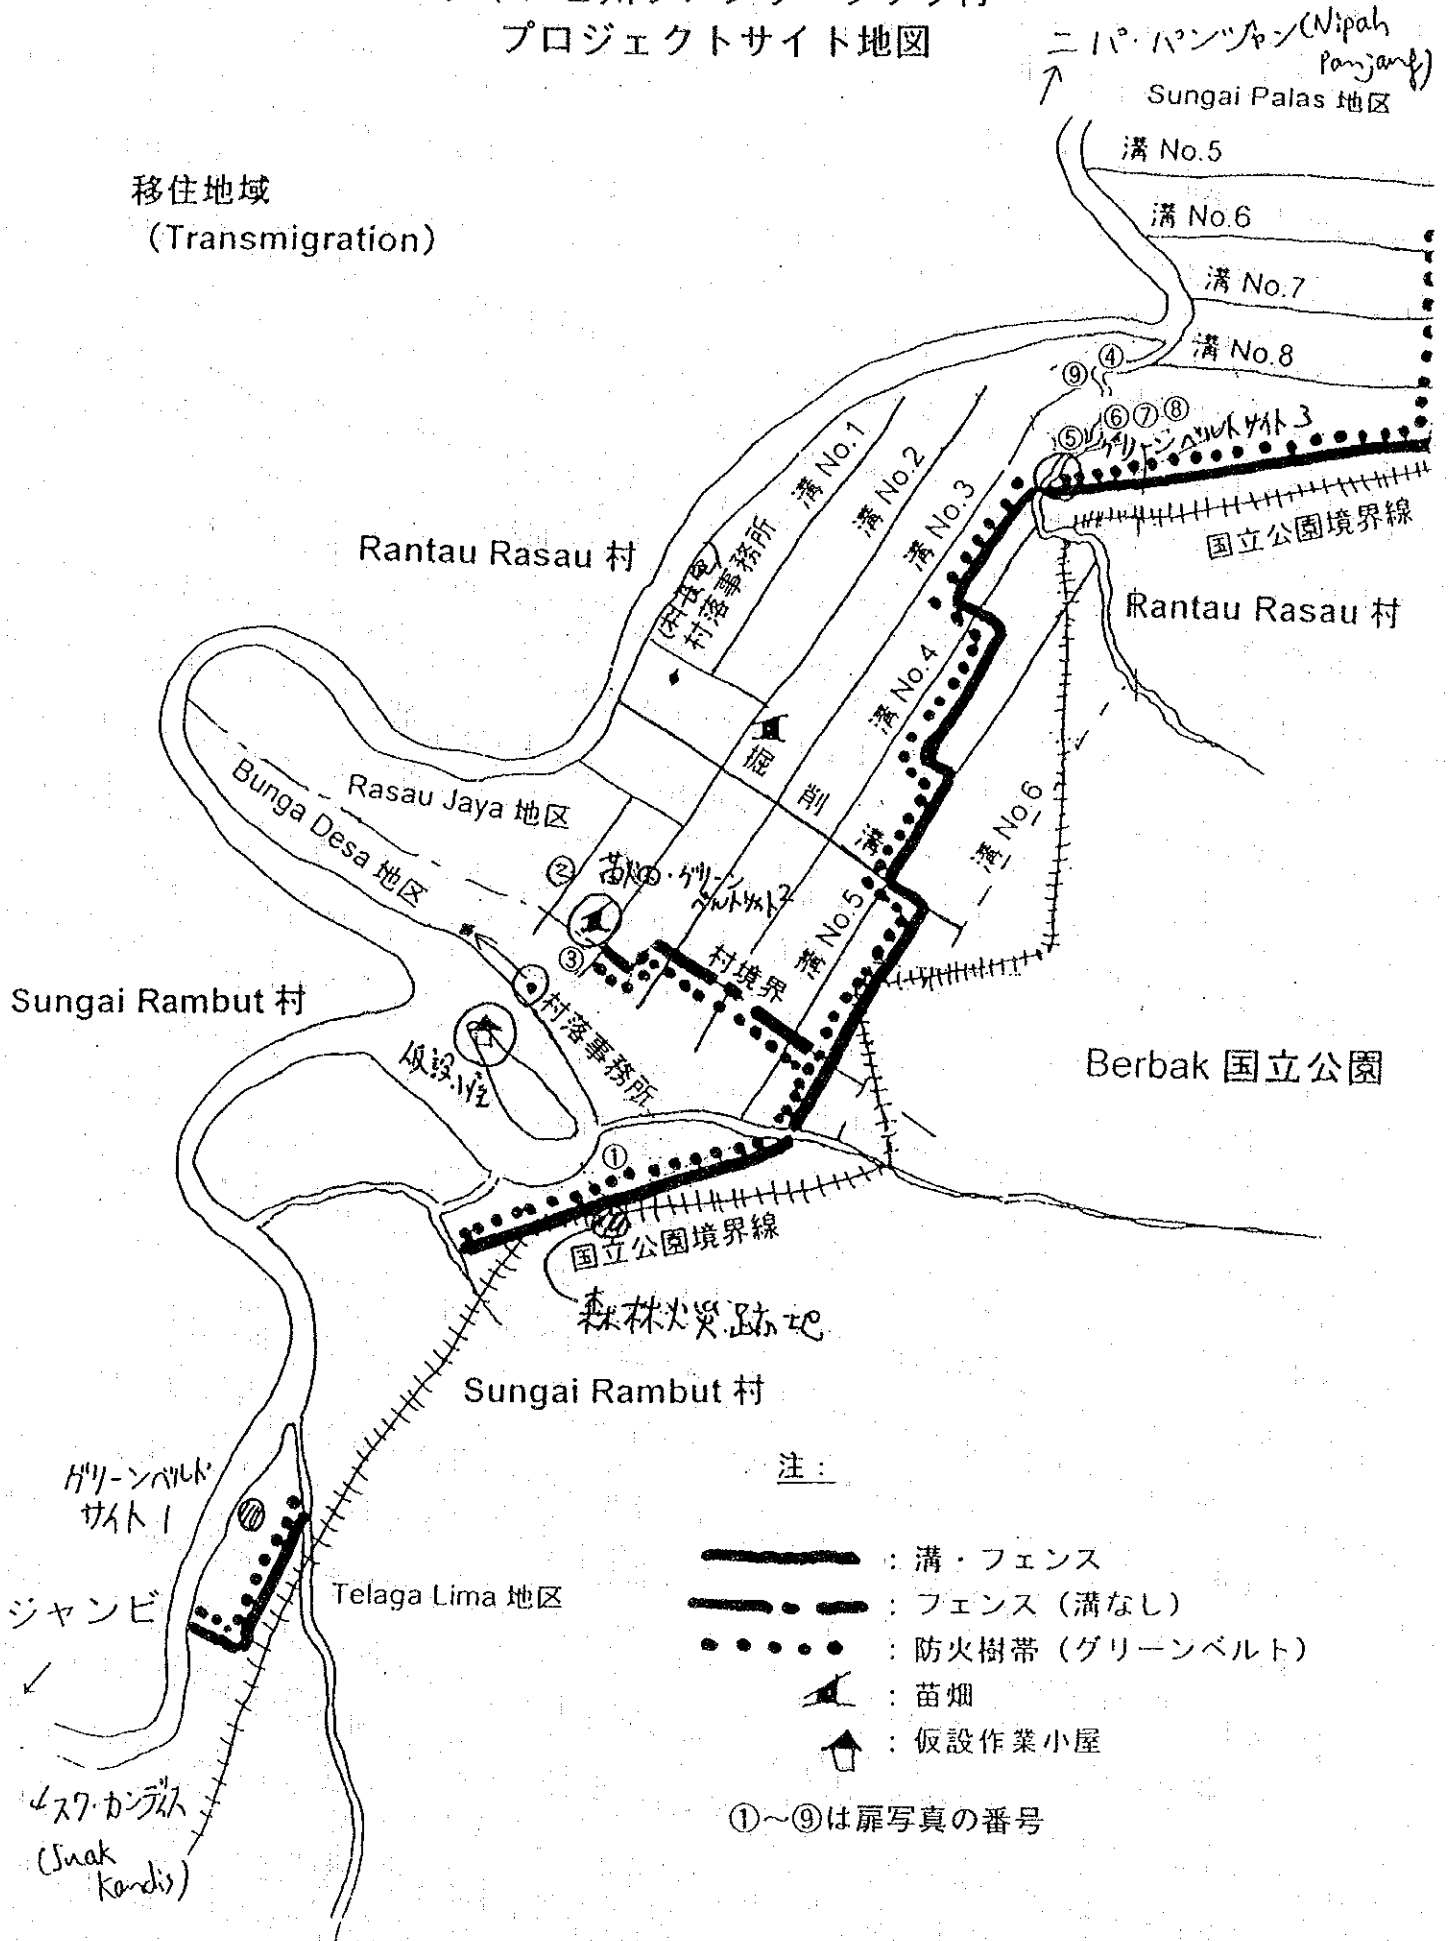 プロジェクトサイト地図
ニパ・パンジャン(Nipah
Panjang)
Sungai Palas 地区
溝 No.5
移住地域
(Transmigration)
溝 No.6
溝 No.7
溝 No.8
④
⑨
⑥⑦⑧
⑤
グリーンベルトサイト3
溝 No.1
溝 No.2
溝 No.3
国立公園境界線
Rantau Rasau 村
村落事務所
Rantau Rasau 村
溝 No.4
掘削溝
溝 No.6
Rasau Jaya 地区
Bunga Desa 地区
②
苗畑・グリーン
ベルトサイト2
溝 No.5
③
村境界
Sungai Rambut 村
村落事務所
仮設小屋
Berbak 国立公園
①
国立公園境界線
森林火災跡地
Sungai Rambut 村
グリーンベルト
サイト1
注：
：溝・フェンス
Telaga Lima 地区
ジャンビ
：フェンス（溝なし）
：防火樹帯（グリーンベルト）
：苗畑
：仮設作業小屋
スワ・カンディス
(Suak
Kandis)
①～⑨は扉写真の番号